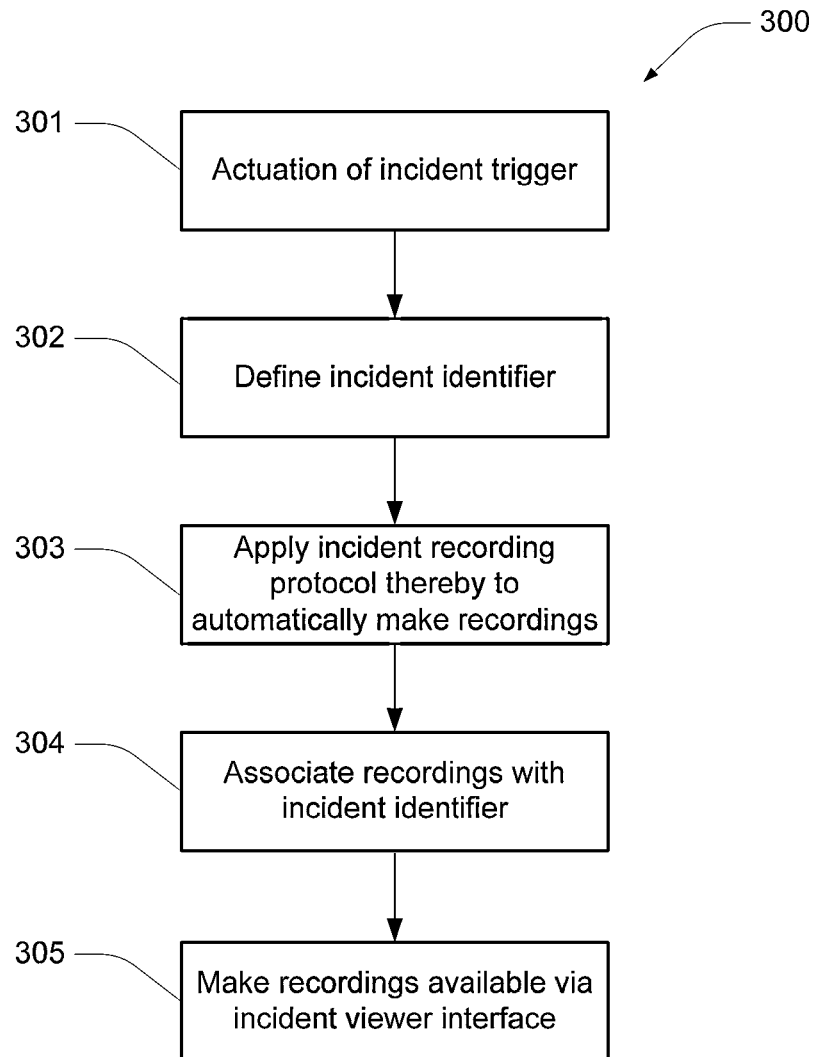 300
301
Actuation of incident trigger
302
Define incident identifier
303
Apply incident recording
protocol thereby to
automatically make recordings
304
Associate recordings with
incident identifier
305
Make recordings available via
incident viewer interface